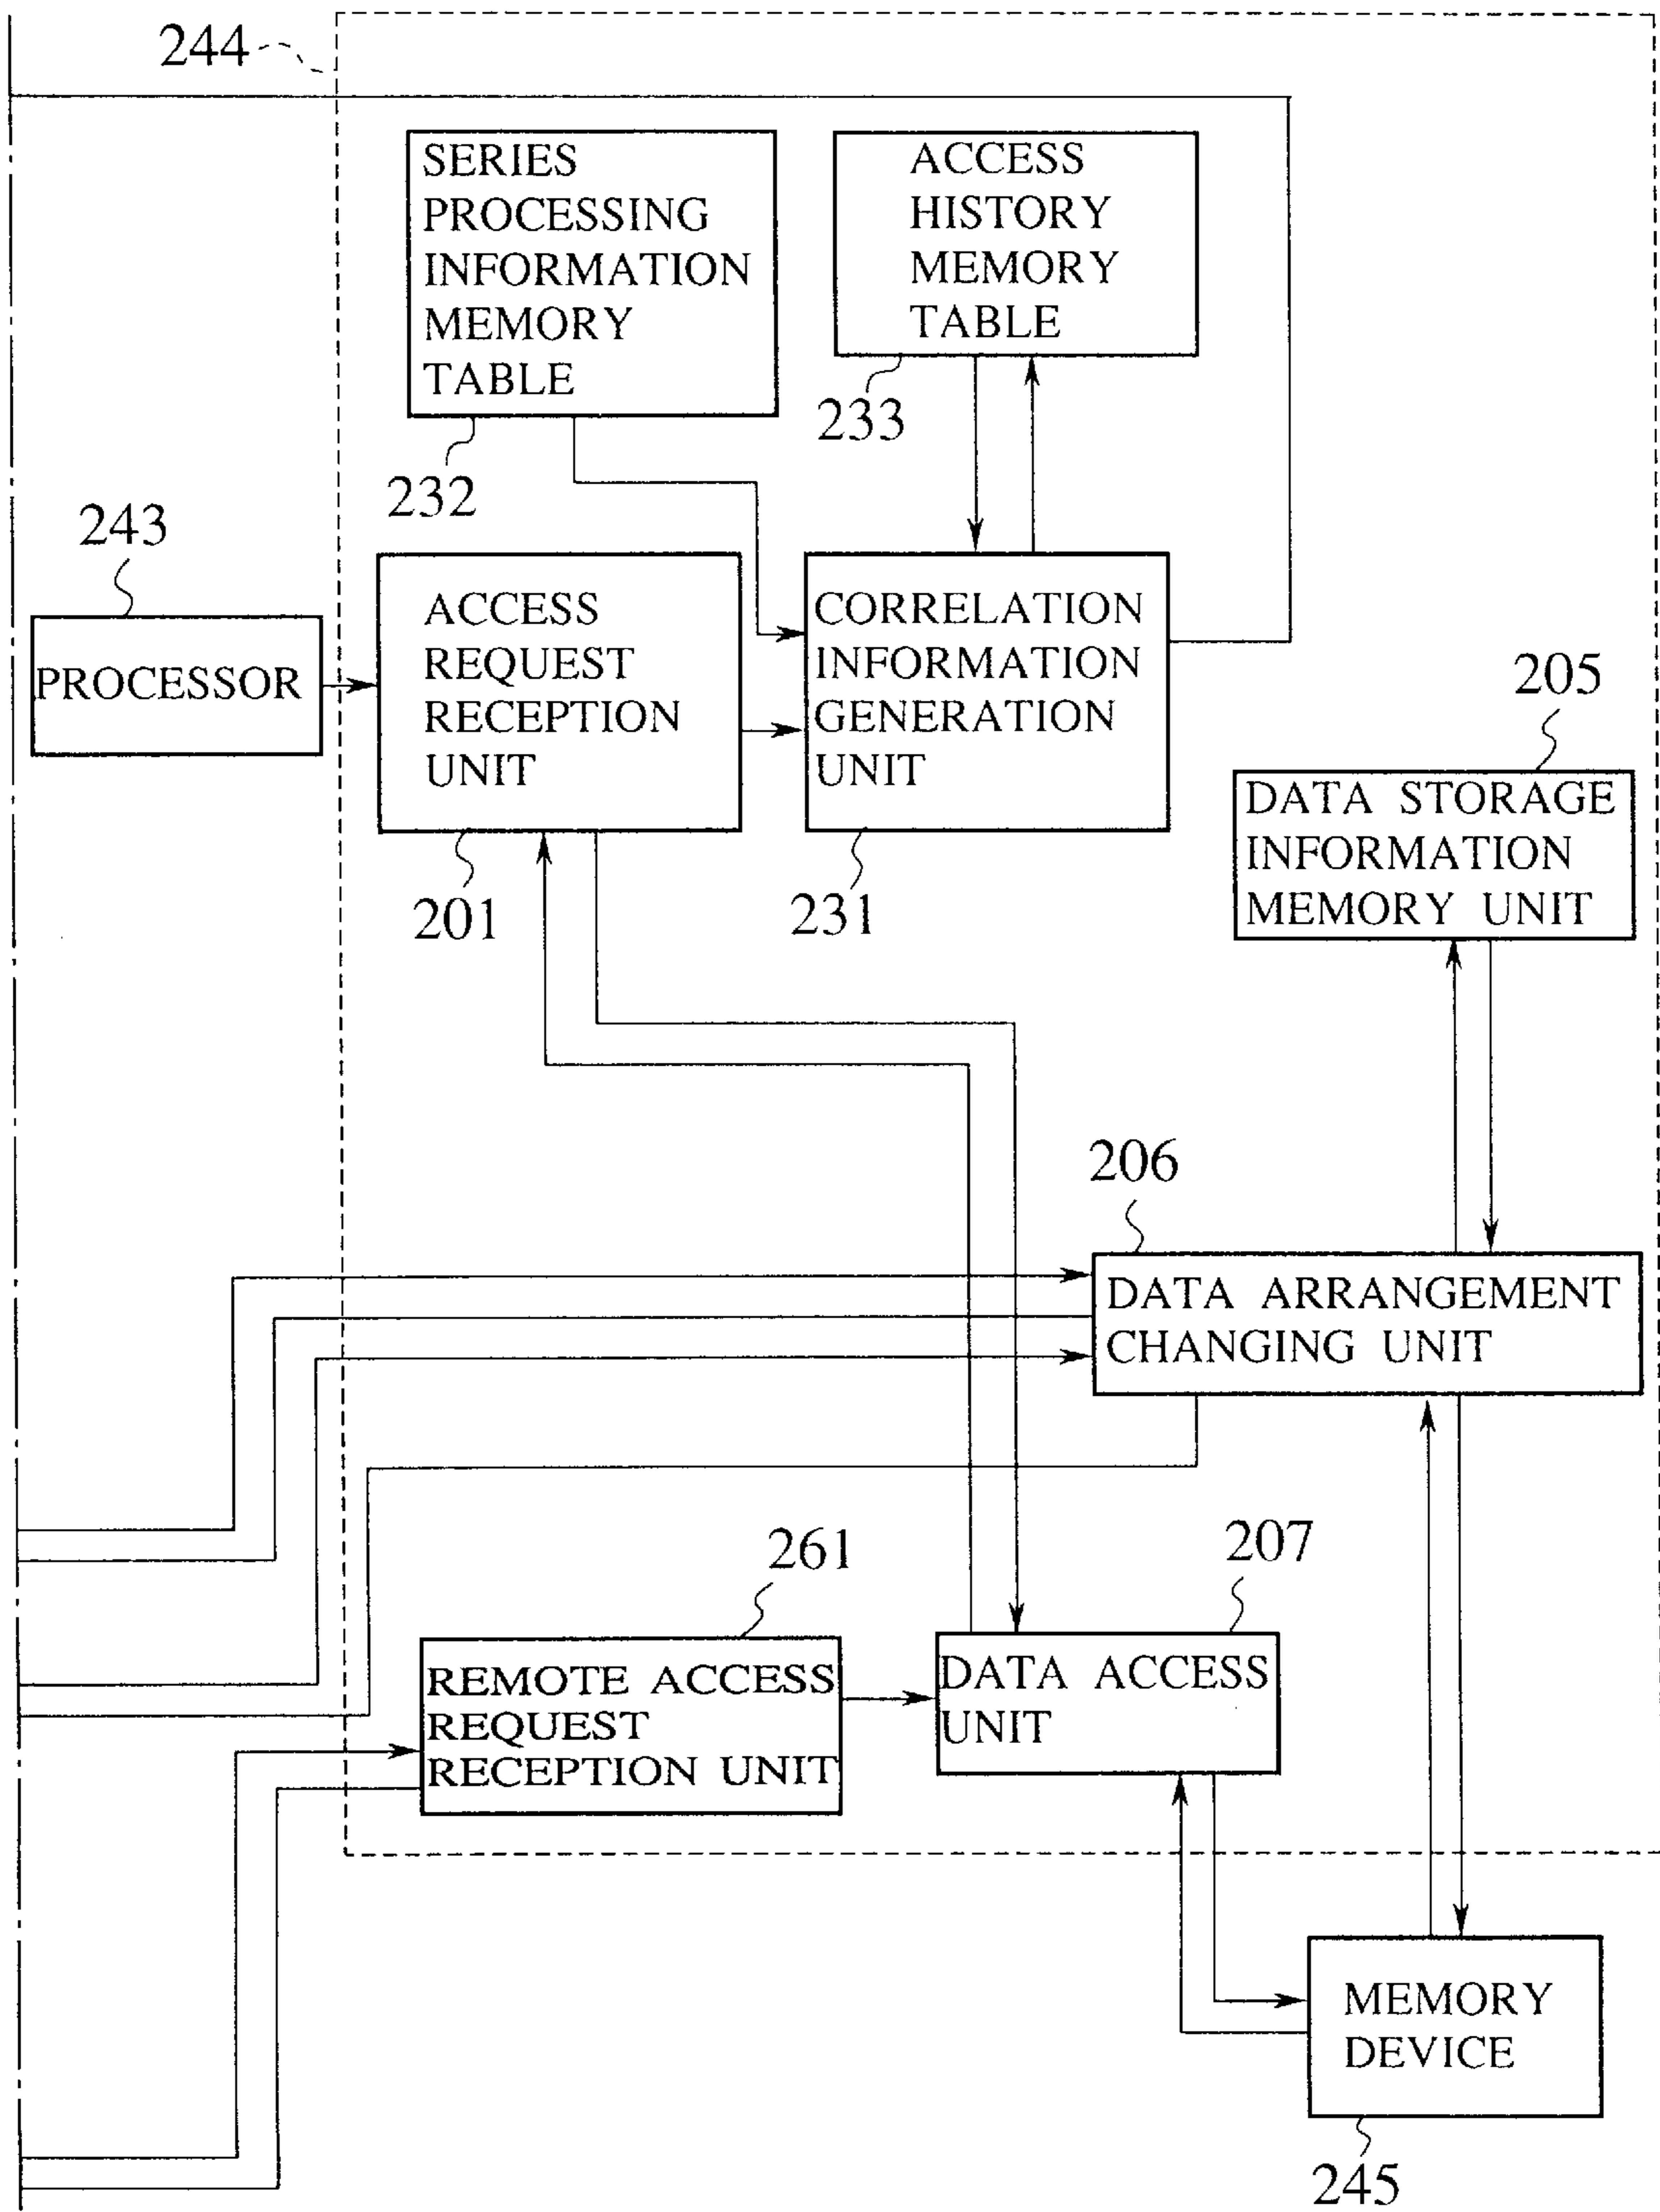 244
SERIES
PROCESSING
INFORMATION
MEMORY
TABLE
232
ACCESS
HISTORY
MEMORY
TABLE
233
243
PROCESSOR
ACCESS
REQUEST
RECEPTION
UNIT
201
CORRELATION
INFORMATION
GENERATION
UNIT
231
205
DATA STORAGE
INFORMATION
MEMORY UNIT
206
DATA ARRANGEMENT
CHANGING UNIT
261
REMOTE ACCESS
REQUEST
RECEPTION UNIT
207
DATA ACCESS
UNIT
MEMORY
DEVICE
245